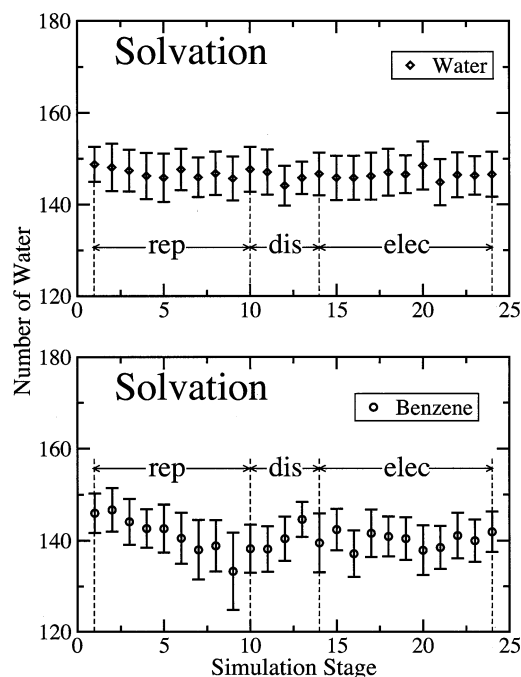 180
Solvation
Water
160
140
rep
dis
elec
120
0
5
10
15
20
25
Number of Water
180
Solvation
Benzene
160
rep
dis
elec
140
120
0
5
10
15
20
25
Simulation Stage